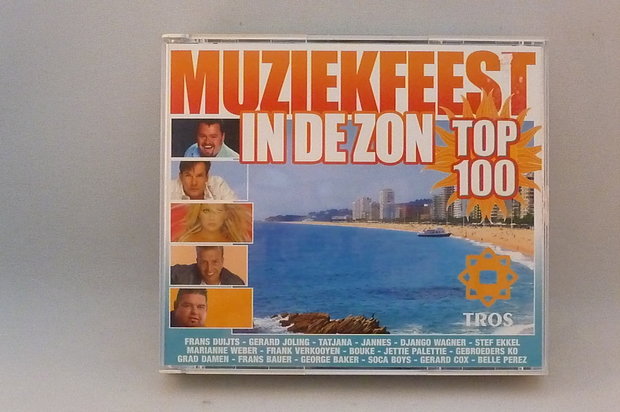 MUZIEKFEEST
IN DE ZON
TOP
100
TROS
FRANS DUIJTS - GERARD JOLING - TATJANA - JANNES - DJANGO WAGNER - STEF EKKEL
MARIANNE WEBER - FRANK VERKOOYEN - BOUKE - JETTIE PALETTIE - GEBROEDERS KO
GRAD DAMEN - FRANS BAUER - GEORGE BAKER - SOCA BOYS - GERARD COX - BELLE PEREZ